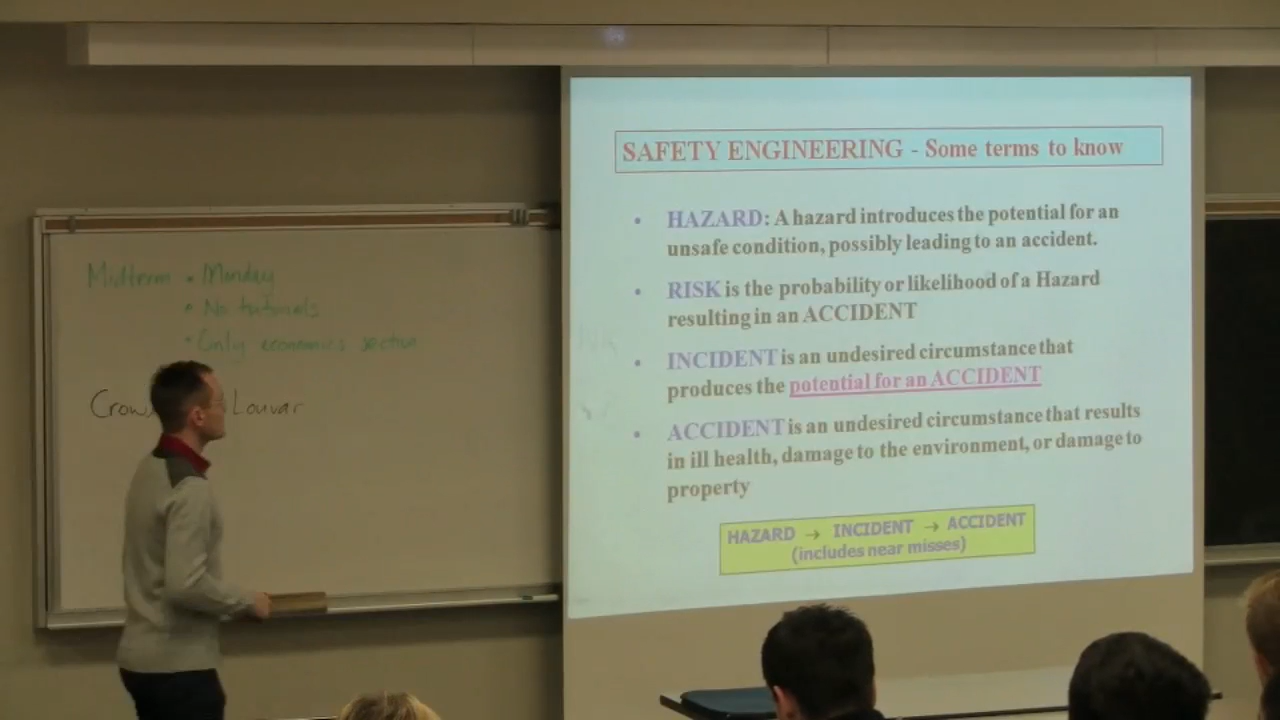 Midterm • Monday
• No tutorials
• Only economics section
Crow Louvar
SAFETY ENGINEERING - Some terms to know
• HAZARD: A hazard introduces the potential for an
unsafe condition, possibly leading to an accident.
• RISK is the probability or likelihood of a Hazard
resulting in an ACCIDENT
• INCIDENT is an undesired circumstance that
produces the potential for an ACCIDENT
• ACCIDENT is an undesired circumstance that results
in ill health, damage to the environment, or damage to
property
HAZARD → INCIDENT → ACCIDENT
(includes near misses)